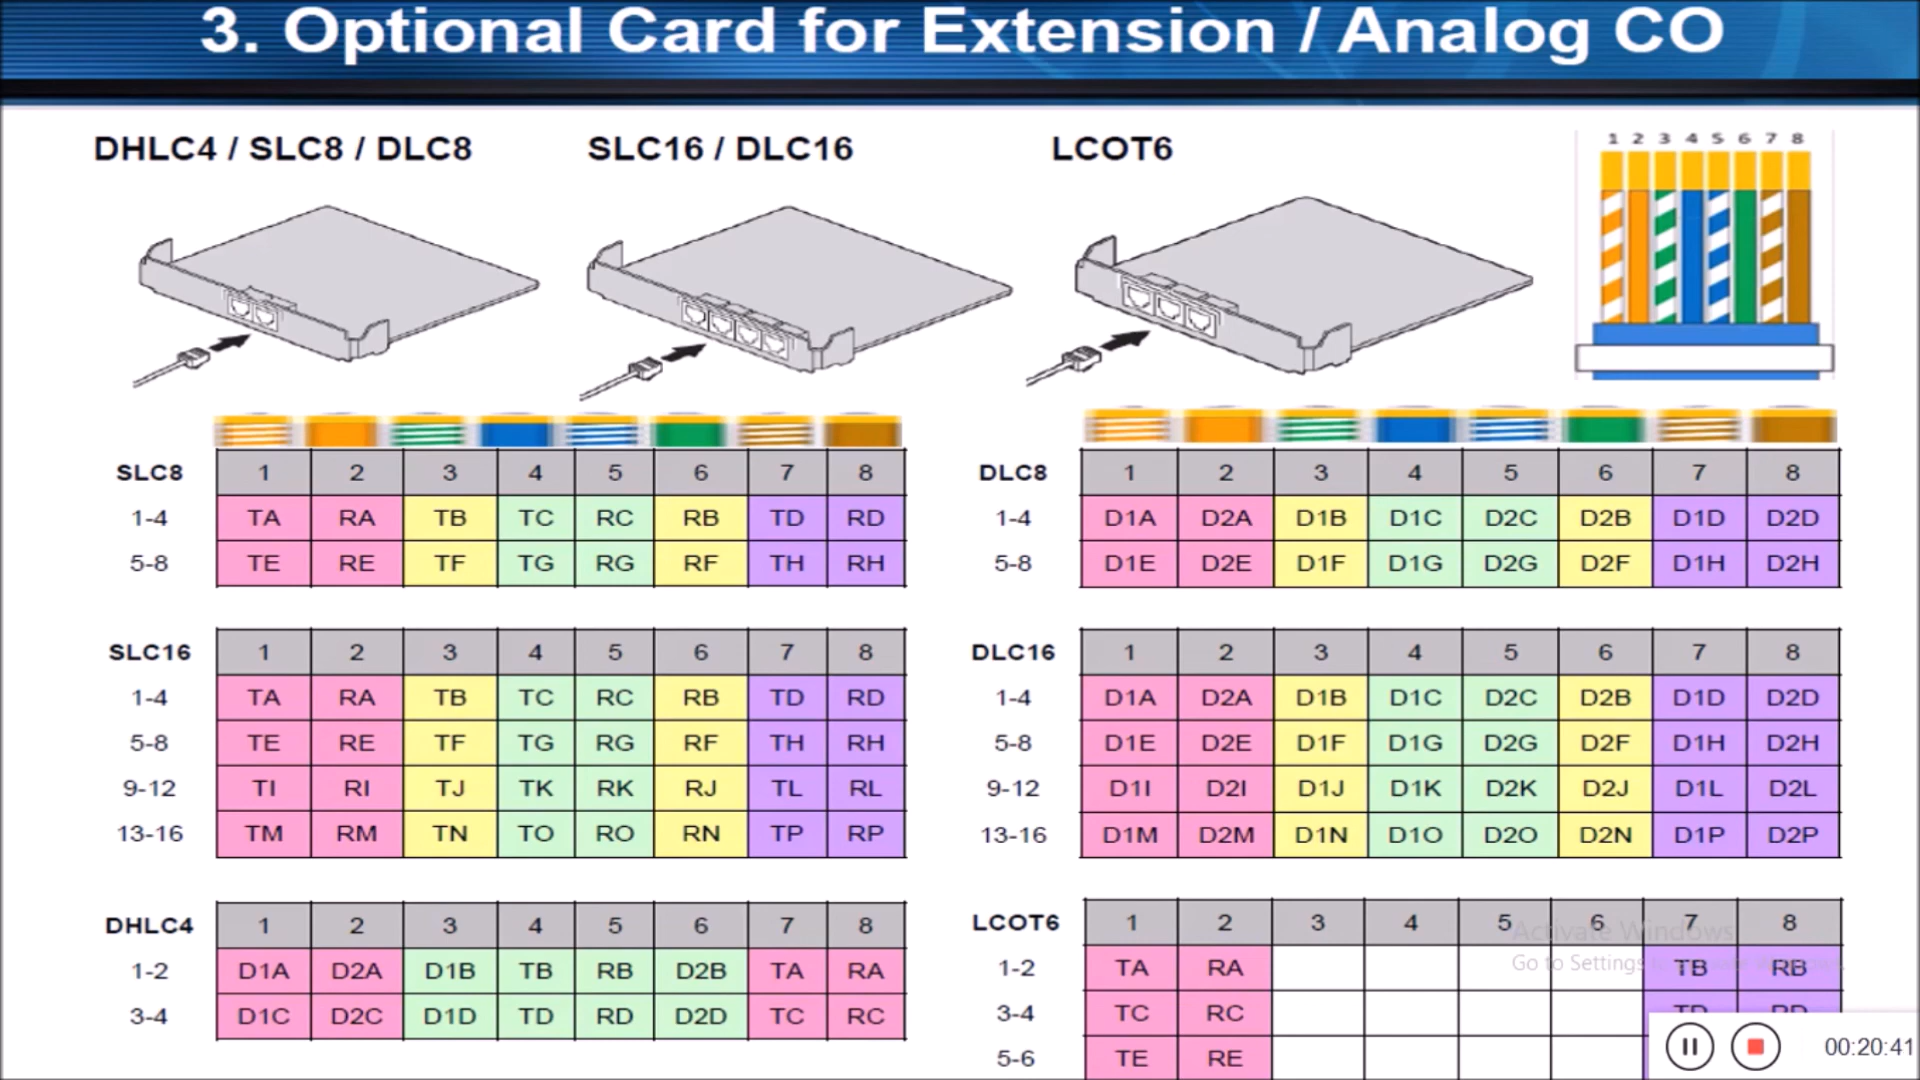 3. Optional Card for Extension / Analog CO
DHLC4 / SLC8 / DLC8
SLC16 / DLC16
LCOT6
1 2 3 4 5 6 7 8
SLC8 1 2 3 4 5 6 7 8
1-4 TA RA TB TC RC RB TD RD
5-8 TE RE TF TG RG RF TH RH
DLC8 1 2 3 4 5 6 7 8
1-4 D1A D2A D1B D1C D2C D2B D1D D2D
5-8 D1E D2E D1F D1G D2G D2F D1H D2H
SLC16 1 2 3 4 5 6 7 8
1-4 TA RA TB TC RC RB TD RD
5-8 TE RE TF TG RG RF TH RH
9-12 TI RI TJ TK RK RJ TL RL
13-16 TM RM TN TO RO RN TP RP
DLC16 1 2 3 4 5 6 7 8
1-4 D1A D2A D1B D1C D2C D2B D1D D2D
5-8 D1E D2E D1F D1G D2G D2F D1H D2H
9-12 D1I D2I D1J D1K D2K D2J D1L D2L
13-16 D1M D2M D1N D1O D2O D2N D1P D2P
DHLC4 1 2 3 4 5 6 7 8
1-2 D1A D2A D1B TB RB D2B TA RA
3-4 D1C D2C D1D TD RD D2D TC RC
LCOT6 1 2 3 4 5 6 7 8
1-2 TA RA TB RB
3-4 TC RC TD RD
5-6 TE RE
Activate Windows
Go to Settings
00:20:41